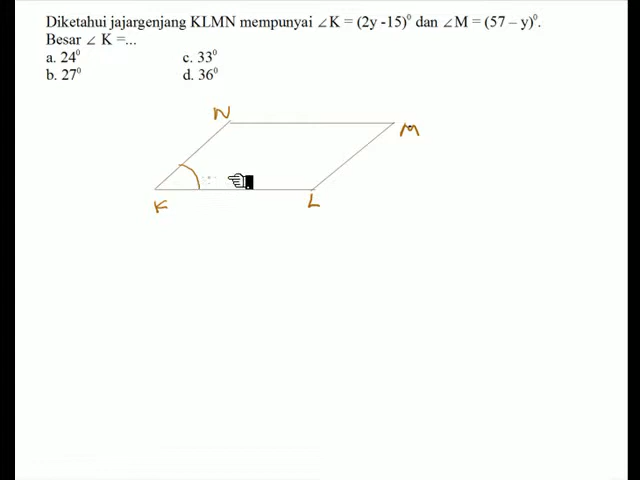 Diketahui jajargenjang KLMN mempunyai ∠K = (2y -15)⁰ dan ∠M = (57 – y)⁰.
Besar ∠ K =...
a. 24⁰ c. 33⁰
b. 27⁰ d. 36⁰
N
M
K
L